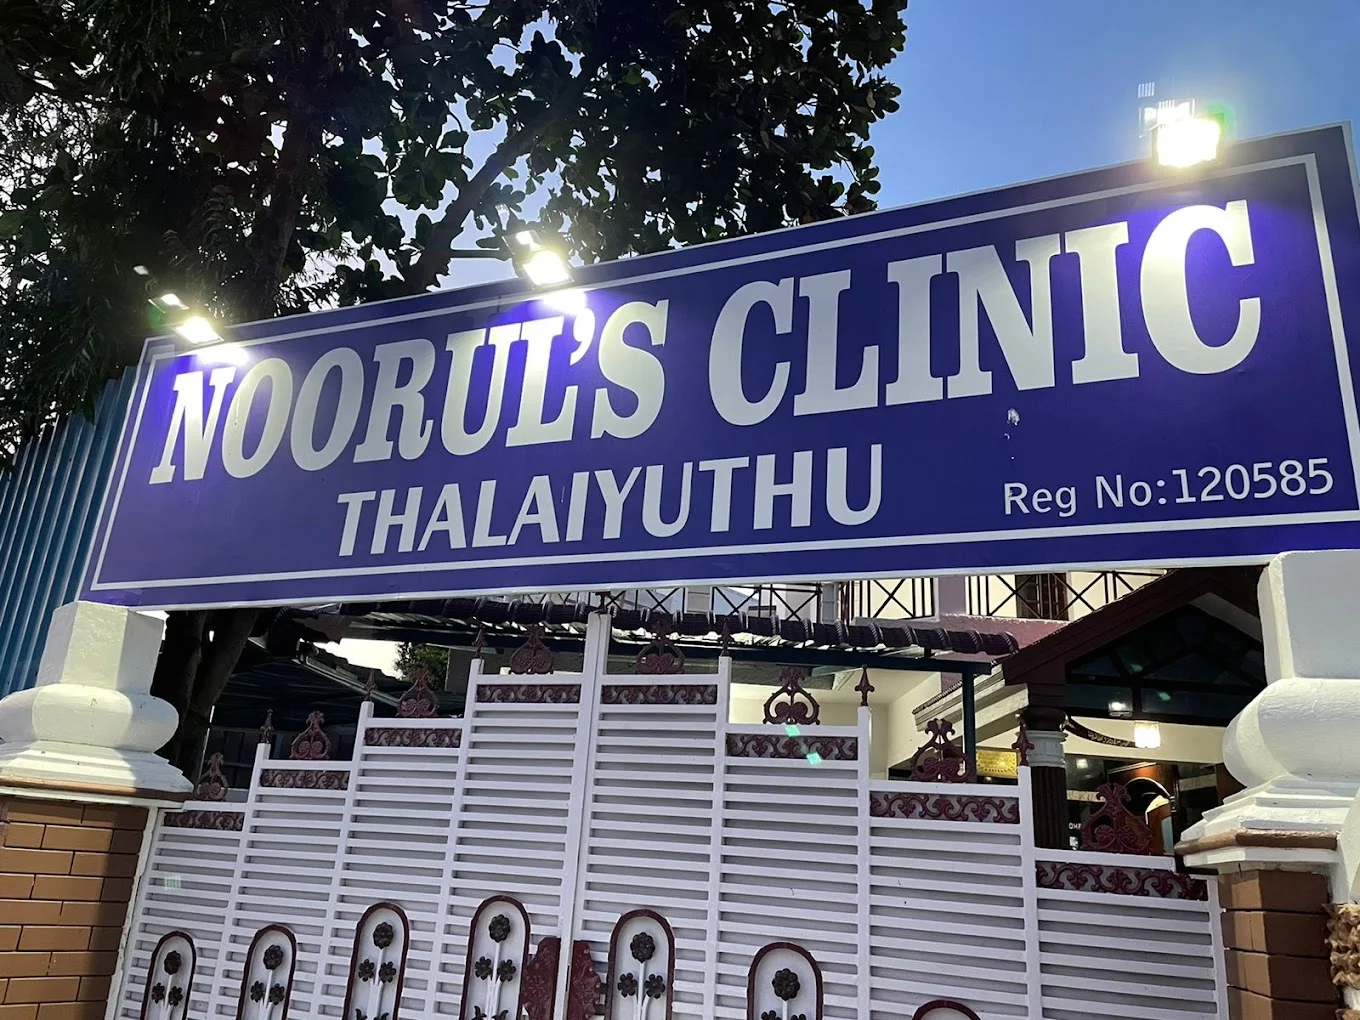 NOORUL'S CLINIC
THALAIYUTHU
Reg No:120585